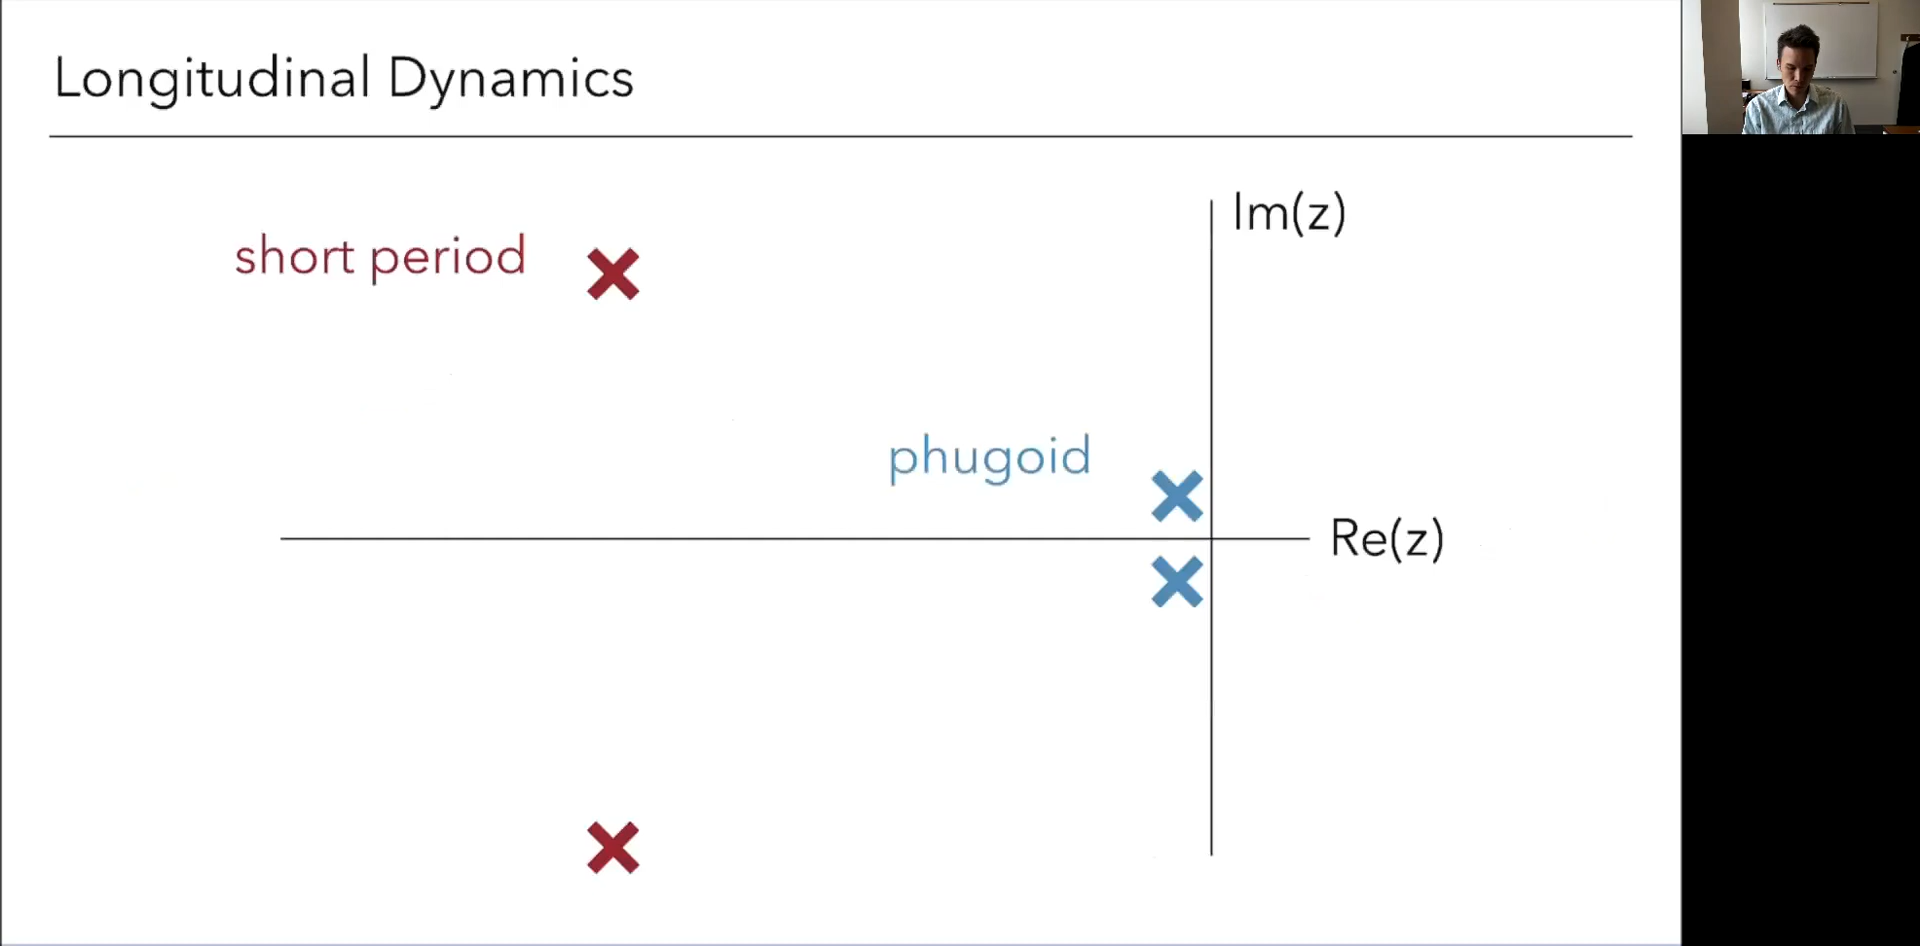 Longitudinal Dynamics
Im(z)
short period
phugoid
Re(z)